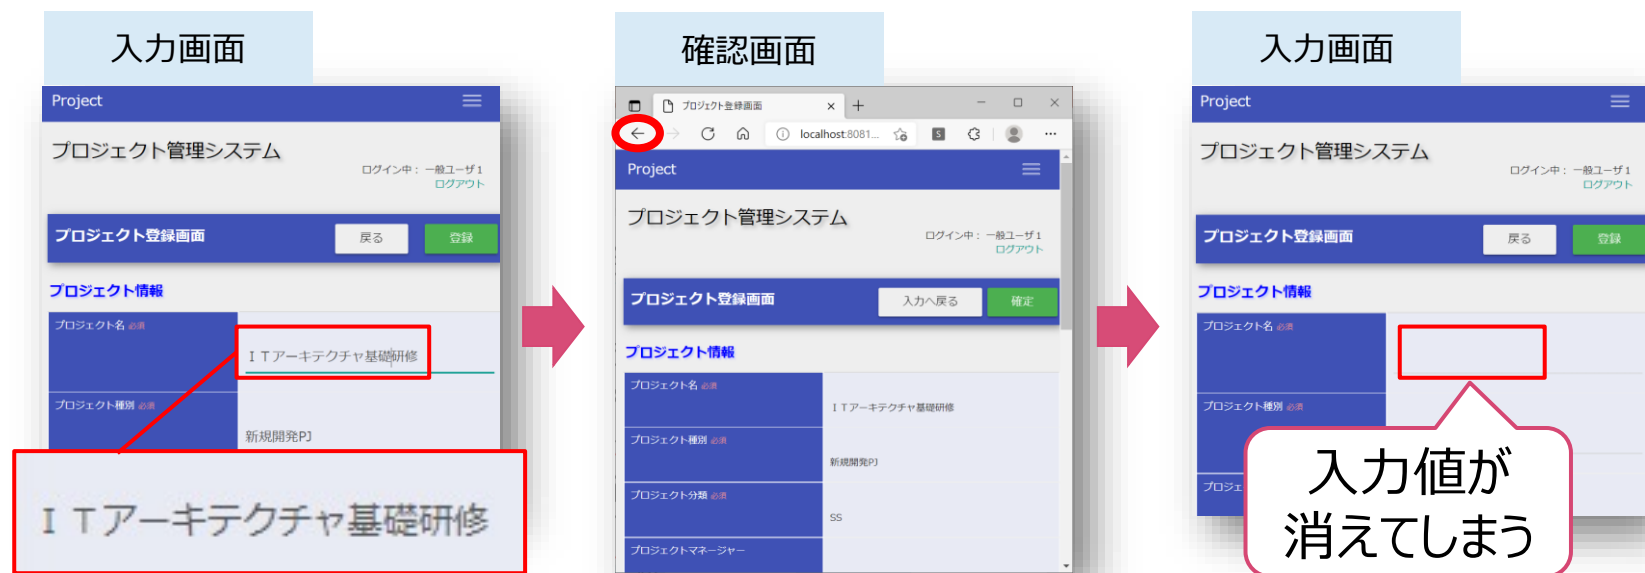 入力画面
Project
プロジェクト管理システム
ログイン中： 一般ユーザ1
ログアウト
プロジェクト登録画面
戻る
登録
プロジェクト情報
プロジェクト名 必須
ＩＴアーキテクチャ基礎研修
プロジェクト種別 必須
新規開発PJ
ＩＴアーキテクチャ基礎研修
確認画面
プロジェクト登録画面
localhost:8081...
Project
プロジェクト管理システム
ログイン中： 一般ユーザ1
ログアウト
プロジェクト登録画面
入力へ戻る
確定
プロジェクト情報
プロジェクト名 必須
ＩＴアーキテクチャ基礎研修
プロジェクト種別 必須
新規開発PJ
プロジェクト分類 必須
SS
プロジェクトマネージャー
入力画面
Project
プロジェクト管理システム
ログイン中： 一般ユーザ1
ログアウト
プロジェクト登録画面
戻る
登録
プロジェクト情報
プロジェクト名 必須
プロジェクト種別 必須
プロジェ
入力値が
消えてしまう